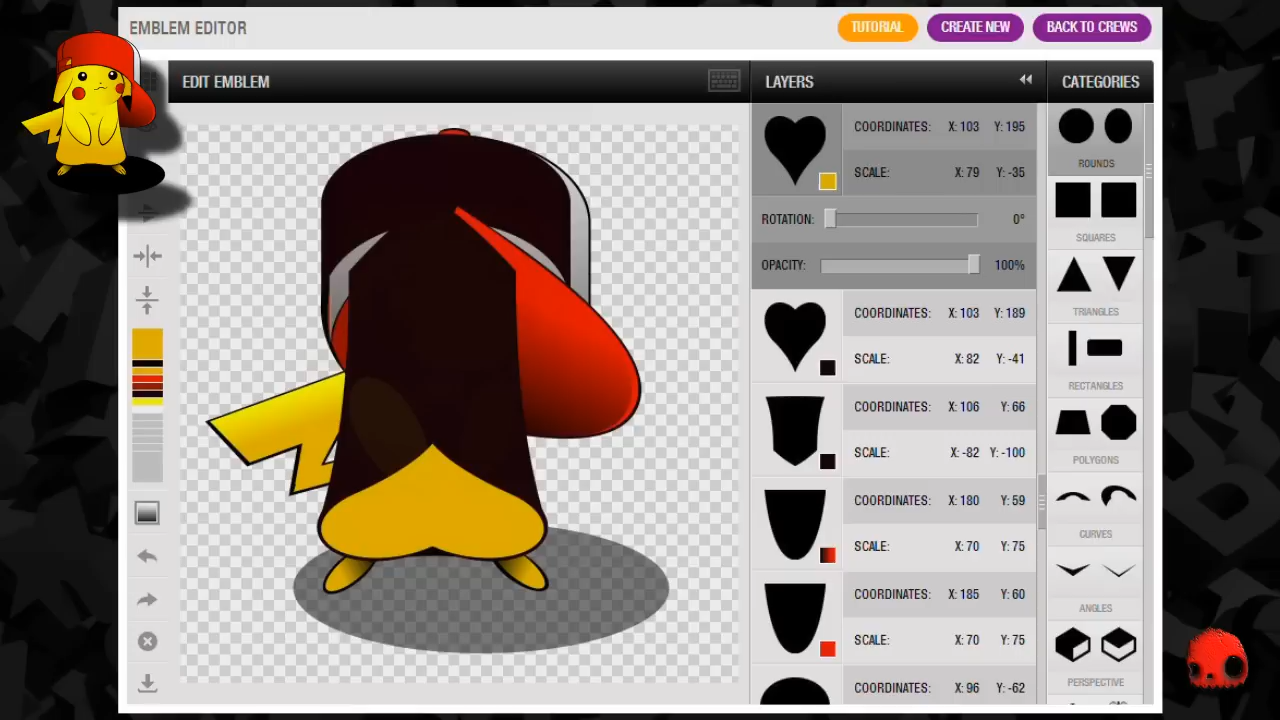 EMBLEM EDITOR
TUTORIAL
CREATE NEW
BACK TO CREWS
EDIT EMBLEM
LAYERS
CATEGORIES
COORDINATES: X: 103 Y: 195
SCALE: X: 79 Y: -35
ROTATION: 0°
OPACITY: 100%
COORDINATES: X: 103 Y: 189
SCALE: X: 82 Y: -41
COORDINATES: X: 106 Y: 66
SCALE: X: -82 Y: -100
COORDINATES: X: 180 Y: 59
SCALE: X: 70 Y: 75
COORDINATES: X: 185 Y: 60
SCALE: X: 70 Y: 75
COORDINATES: X: 96 Y: -62
ROUNDS
SQUARES
TRIANGLES
RECTANGLES
POLYGONS
CURVES
ANGLES
PERSPECTIVE